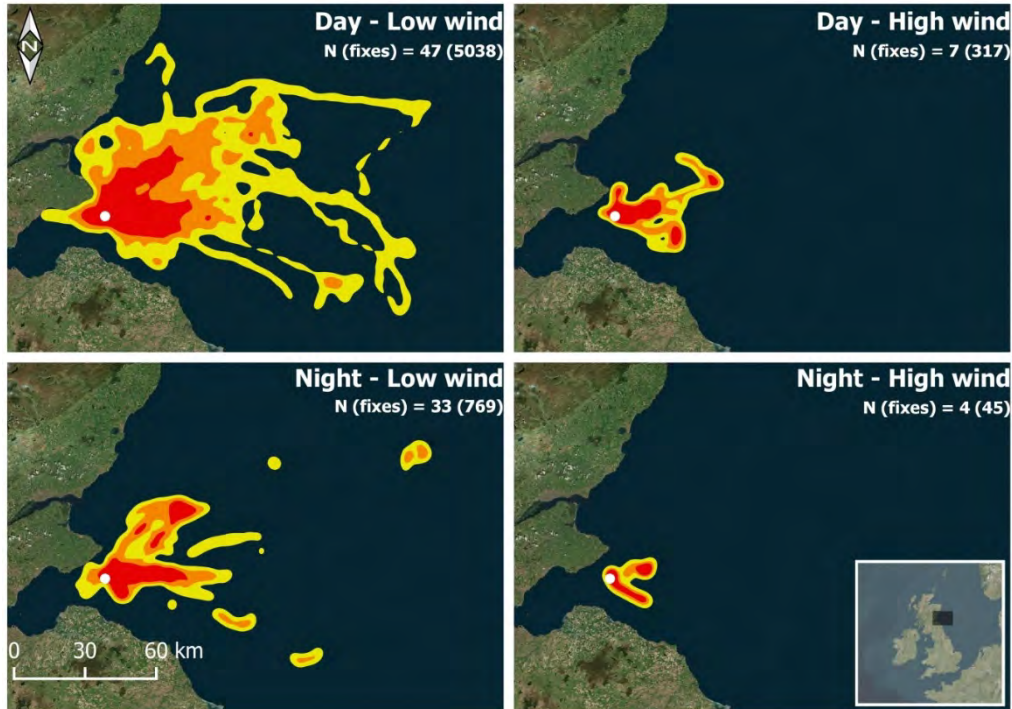 N
Day - Low wind
N (fixes) = 47 (5038)
Day - High wind
N (fixes) = 7 (317)
Night - Low wind
N (fixes) = 33 (769)
Night - High wind
N (fixes) = 4 (45)
0 30 60 km